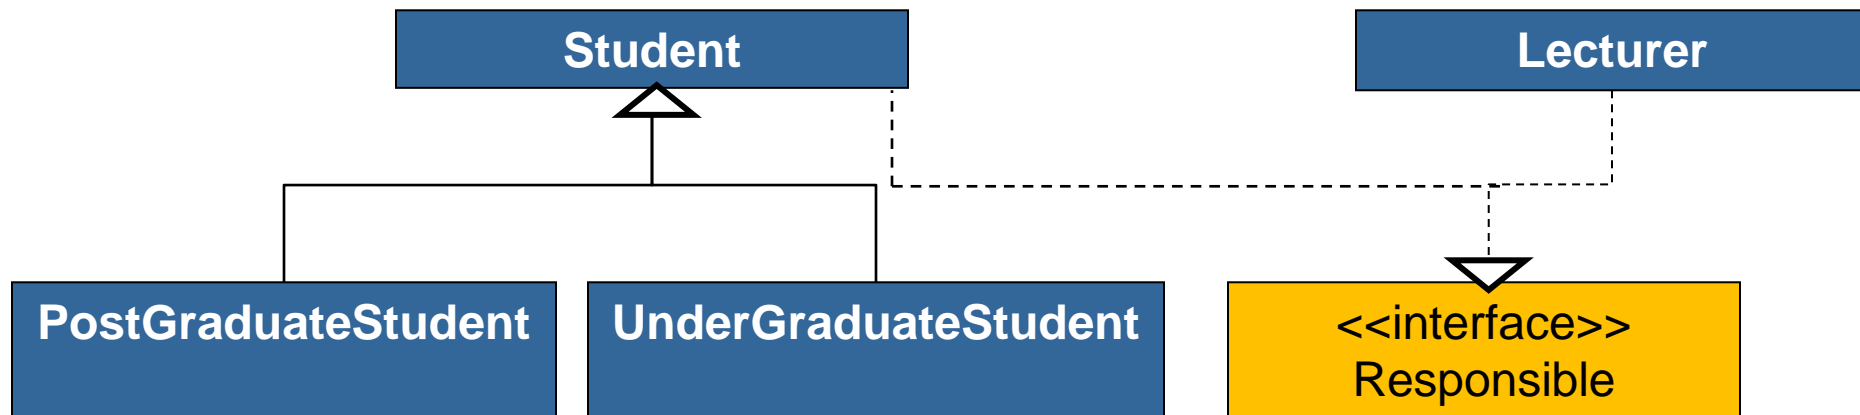 Student
Lecturer
PostGraduateStudent
UnderGraduateStudent
<<interface>>
Responsible